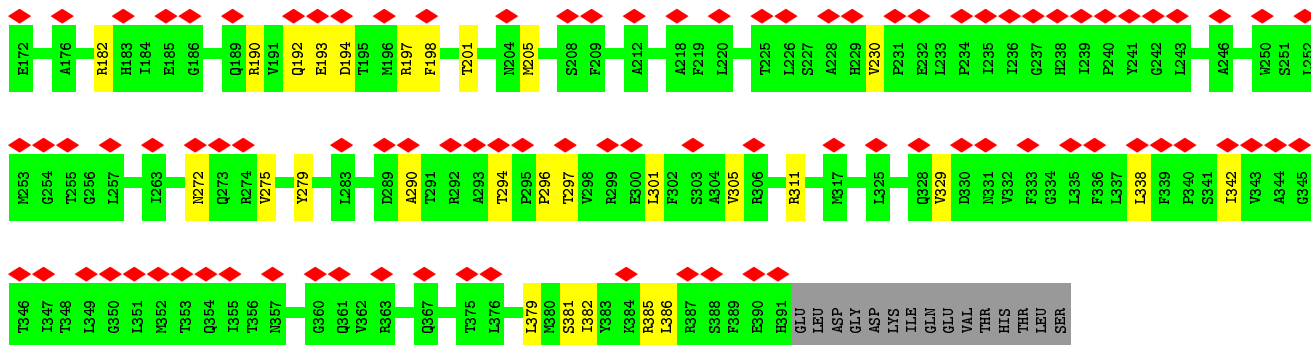 E172 A176 R182 H183 I184 E185 G186 Q189 R190 V191 Q192 E193 D194 T195 M196 R197 F198 T201 N204 M205 S208 F209 A212 A218 F219 L220 T225 L226 S227 A228 H229 V230 P231 E232 L233 P234 I235 I236 G237 H238 I239 P240 Y241 G242 L243 A246 W250 S251 L252
M253 G254 T255 G256 L257 I263 N272 Q273 R274 V275 Y279 L283 D289 A290 T291 R292 A293 T294 P295 P296 T297 V298 R299 E300 L301 F302 S303 A304 V305 R306 R311 M317 L325 Q328 V329 D330 N331 V332 F333 G334 L335 F336 L337 L338 F339 P340 S341 I342 V343 A344 G345
T346 I347 T348 L349 G350 L351 M352 T353 Q354 I355 T356 N357 G360 Q361 V362 R363 Q367 T375 L376 L379 M380 S381 I382 Y383 K384 R385 L386 R387 S388 F389 E390 H391 GLU LEU ASP GLY ASP LYS ILE GLN GLU VAL THR HIS THR LEU SER